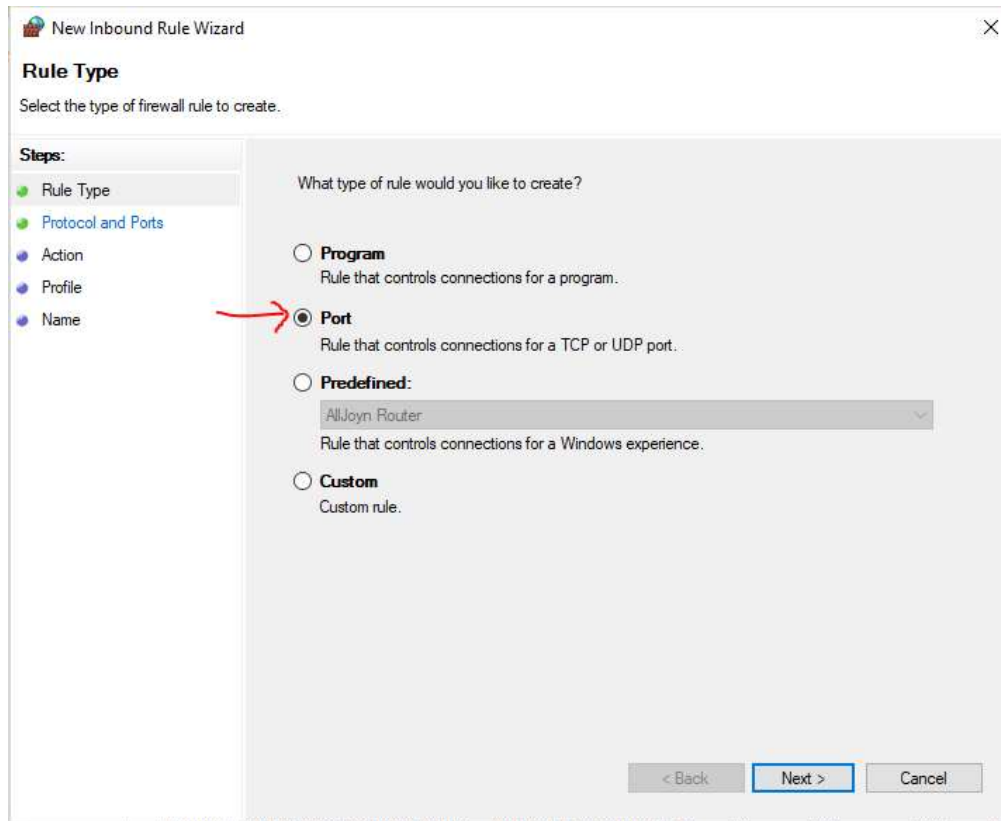 New Inbound Rule Wizard
Rule Type
Select the type of firewall rule to create.
Steps:
Rule Type
Protocol and Ports
Action
Profile
Name
What type of rule would you like to create?
Program
Rule that controls connections for a program.
Port
Rule that controls connections for a TCP or UDP port.
Predefined:
AllJoyn Router
Rule that controls connections for a Windows experience.
Custom
Custom rule.
< Back
Next >
Cancel